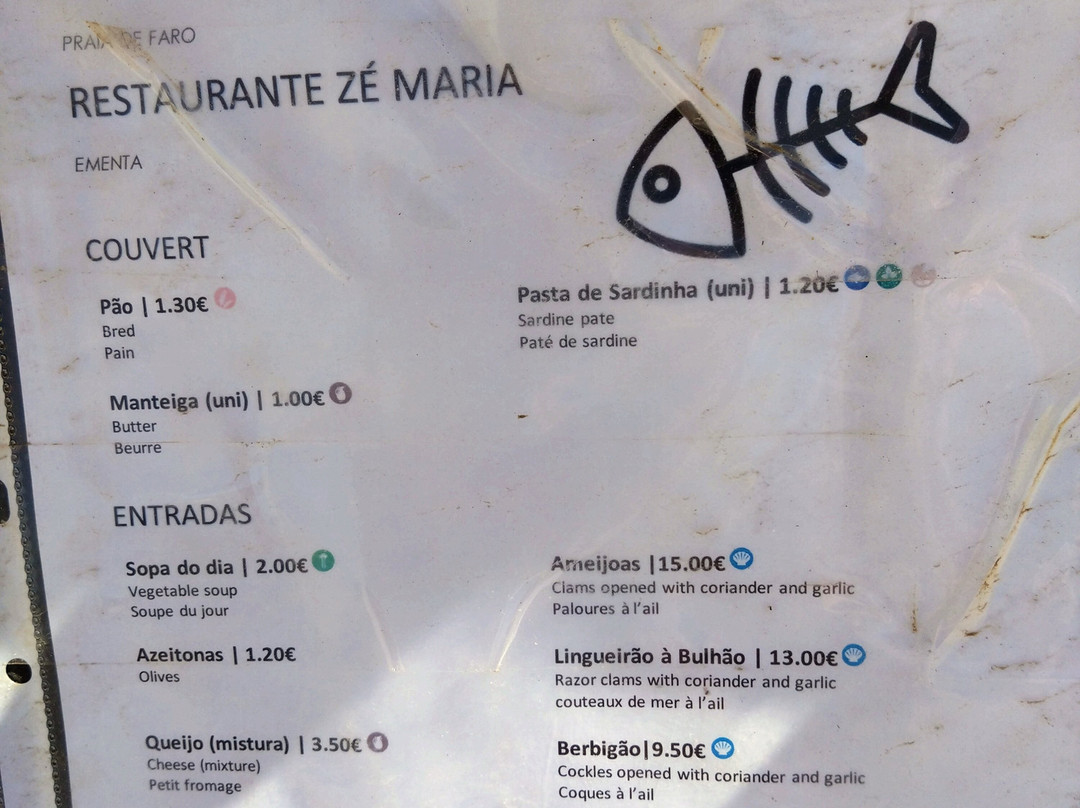 PRAIA DE FARO
RESTAURANTE ZÉ MARIA
EMENTA
COUVERT
Pão | 1.30€
Bred
Pain
Manteiga (uni) | 1.00€
Butter
Beurre
Pasta de Sardinha (uni) | 1.20€
Sardine pate
Paté de sardine
ENTRADAS
Sopa do dia | 2.00€
Vegetable soup
Soupe du jour
Azeitonas | 1.20€
Olives
Queijo (mistura) | 3.50€
Cheese (mixture)
Petit fromage
Ameijoas |15.00€
Clams opened with coriander and garlic
Paloures à l'ail
Lingueirão à Bulhão | 13.00€
Razor clams with coriander and garlic
couteaux de mer à l'ail
Berbigão|9.50€
Cockles opened with coriander and garlic
Coques à l'ail